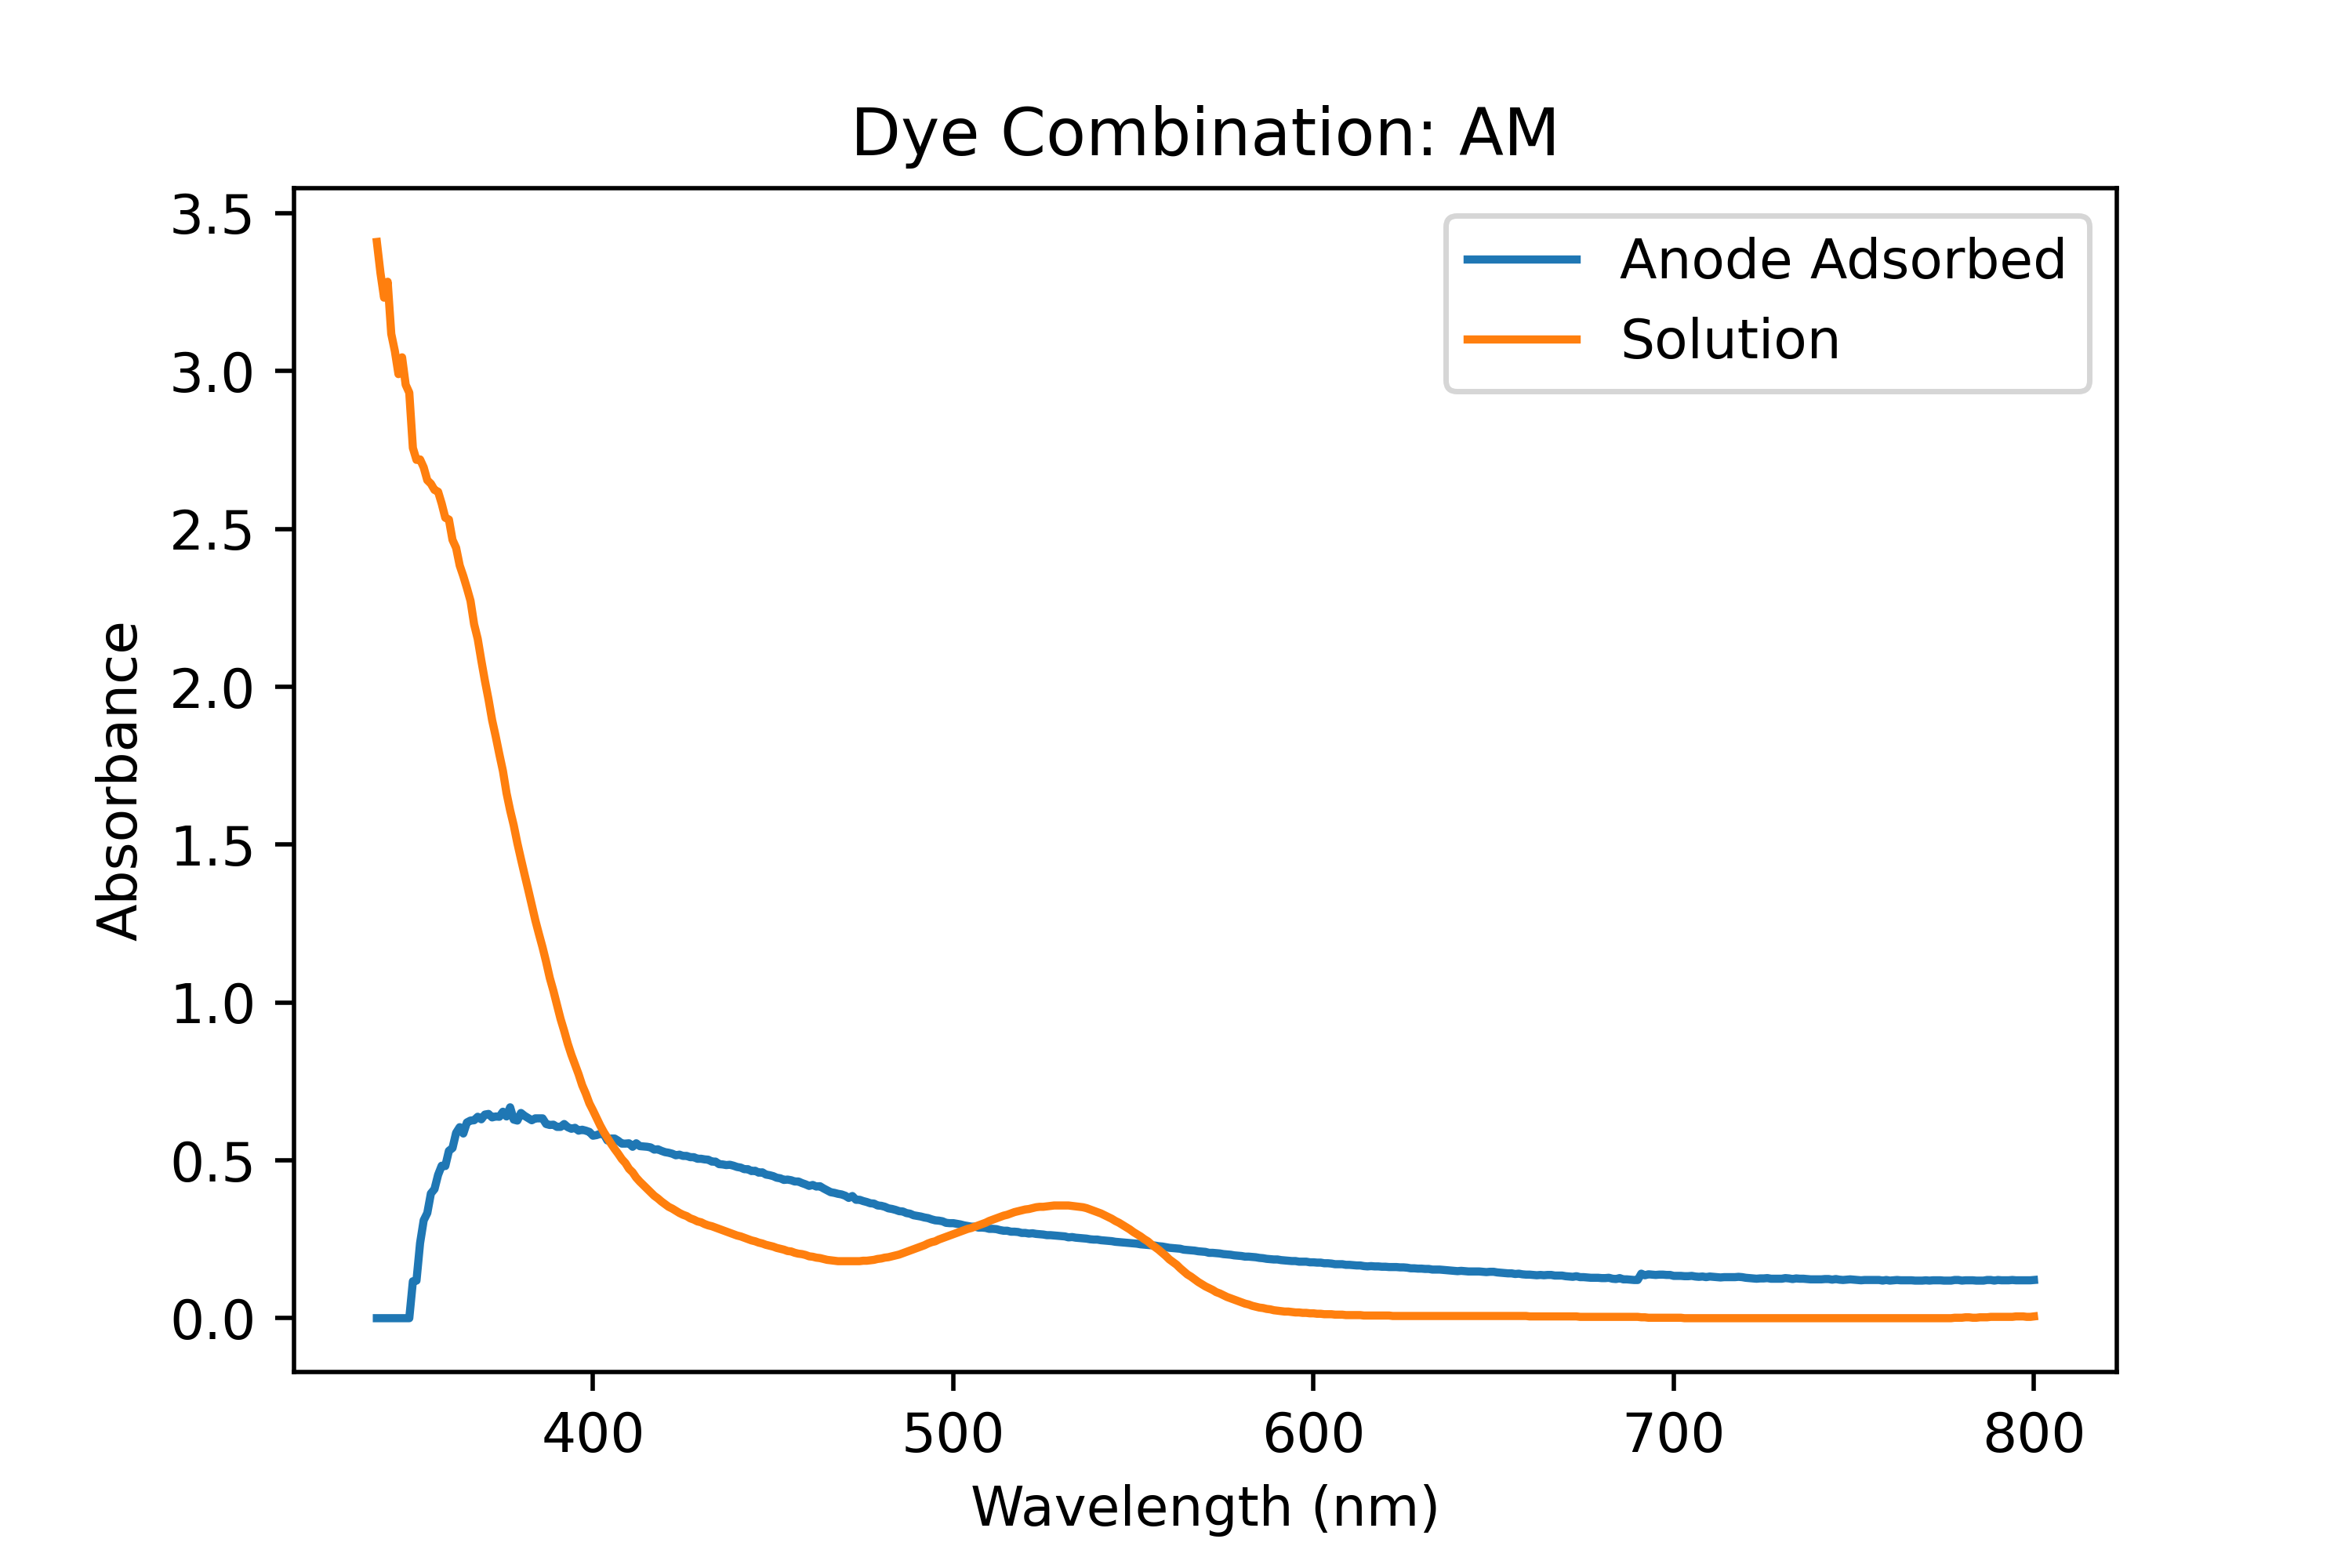 Dye Combination: AM
Anode Adsorbed
Solution
3.5
3.0
2.5
2.0
1.5
1.0
0.5
0.0
Absorbance
400 500 600 700 800
Wavelength (nm)